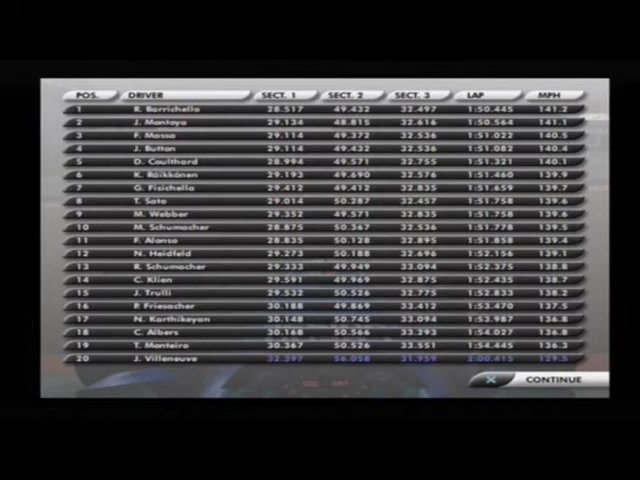 POS. DRIVER SECT. 1 SECT. 2 SECT. 3 LAP MPH
1 R. Barrichello 28.517 49.432 32.497 1:50.445 141.2
2 J. Montoya 29.134 48.815 32.616 1:50.564 141.1
3 F. Massa 29.114 49.372 32.536 1:51.022 140.5
4 J. Button 29.114 49.432 32.536 1:51.082 140.4
5 D. Coulthard 28.994 49.571 32.755 1:51.321 140.1
6 K. Räikkönen 29.193 49.690 32.576 1:51.460 139.9
7 G. Fisichella 29.412 49.412 32.835 1:51.659 139.7
8 T. Sato 29.014 50.287 32.457 1:51.758 139.6
9 M. Webber 29.352 49.571 32.835 1:51.758 139.6
10 M. Schumacher 28.875 50.367 32.536 1:51.778 139.5
11 F. Alonso 28.835 50.128 32.895 1:51.858 139.4
12 N. Heidfeld 29.273 50.188 32.696 1:52.156 139.1
13 R. Schumacher 29.333 49.949 33.094 1:52.375 138.8
14 C. Klien 29.591 49.969 32.875 1:52.435 138.7
15 J. Trulli 29.532 50.526 32.775 1:52.833 138.2
16 P. Friesacher 30.188 49.869 33.412 1:53.470 137.5
17 N. Karthikeyan 30.148 50.745 33.094 1:53.987 136.8
18 C. Albers 30.168 50.566 33.293 1:54.027 136.8
19 T. Monteiro 30.367 50.526 33.551 1:54.445 136.3
20 J. Villeneuve 32.397 56.058 31.959 2:00.415 129.5
CONTINUE